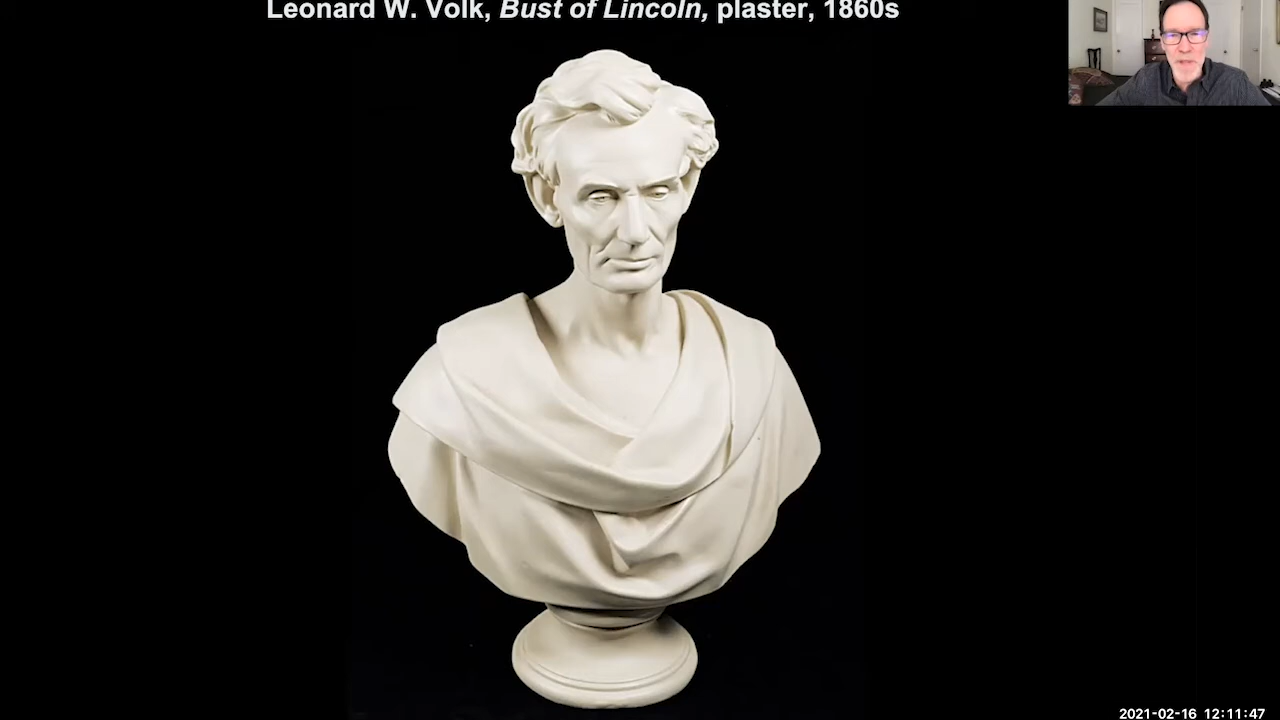 Leonard W. Volk, Bust of Lincoln, plaster, 1860s
2021-02-16 12:11:47